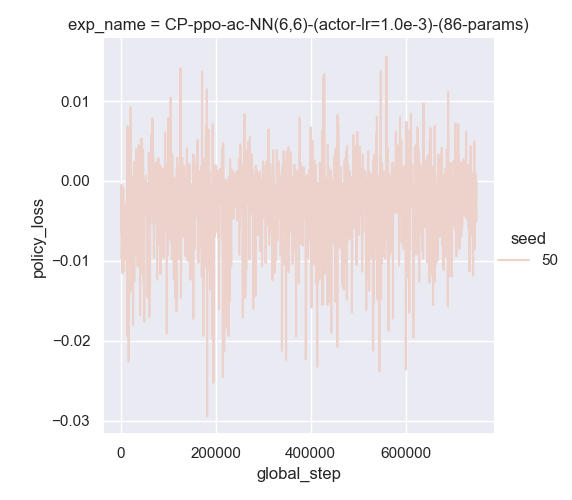 exp_name = CP-ppo-ac-NN(6,6)-(actor-lr=1.0e-3)-(86-params)
0.01
0.00
−0.01
−0.02
−0.03
policy_loss
seed
50
0
200000
400000
600000
global_step